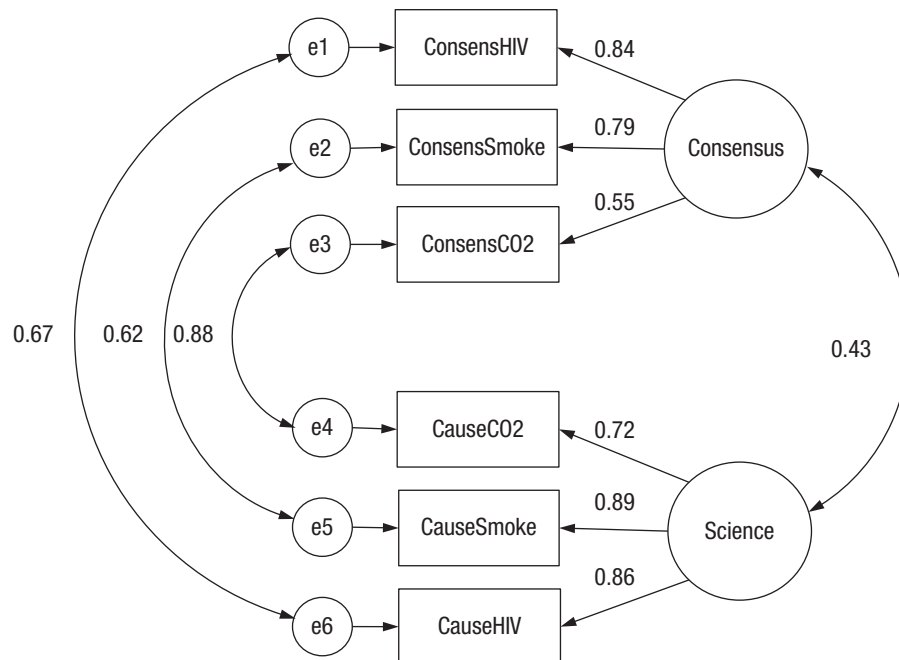 e1
ConsensHIV
0.84
e2
ConsensSmoke
0.79
Consensus
e3
ConsensCO2
0.55
0.67
0.62
0.88
0.43
e4
CauseCO2
0.72
e5
CauseSmoke
0.89
Science
e6
CauseHIV
0.86